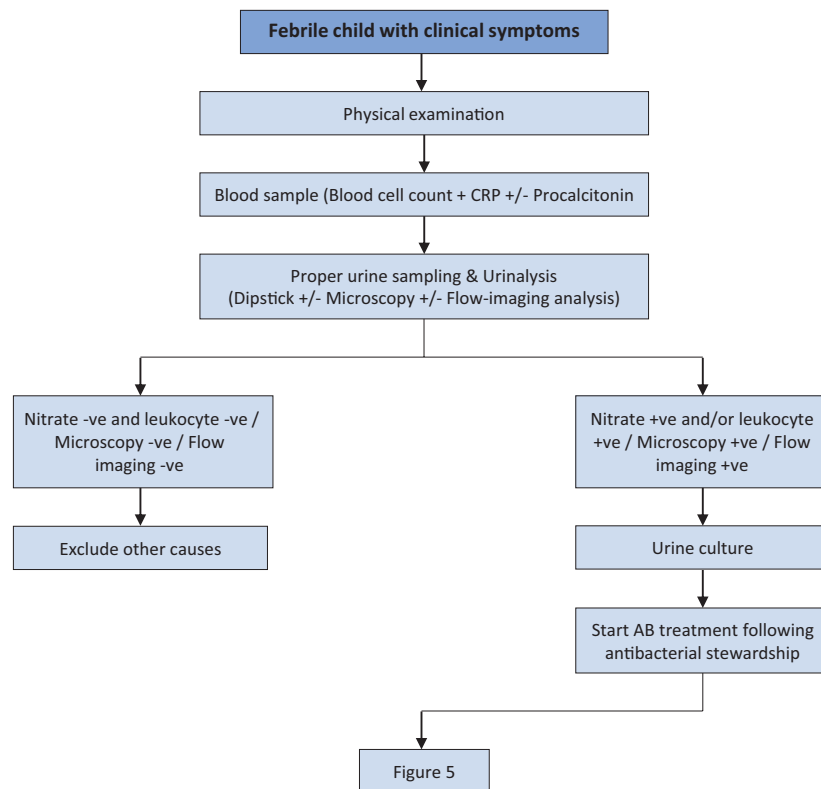 Febrile child with clinical symptoms
Physical examination
Blood sample (Blood cell count + CRP +/- Procalcitonin
Proper urine sampling & Urinalysis
(Dipstick +/- Microscopy +/- Flow-imaging analysis)
Nitrate -ve and leukocyte -ve /
Microscopy -ve / Flow
imaging -ve
Nitrate +ve and/or leukocyte
+ve / Microscopy +ve / Flow
imaging +ve
Exclude other causes
Urine culture
Start AB treatment following
antibacterial stewardship
Figure 5